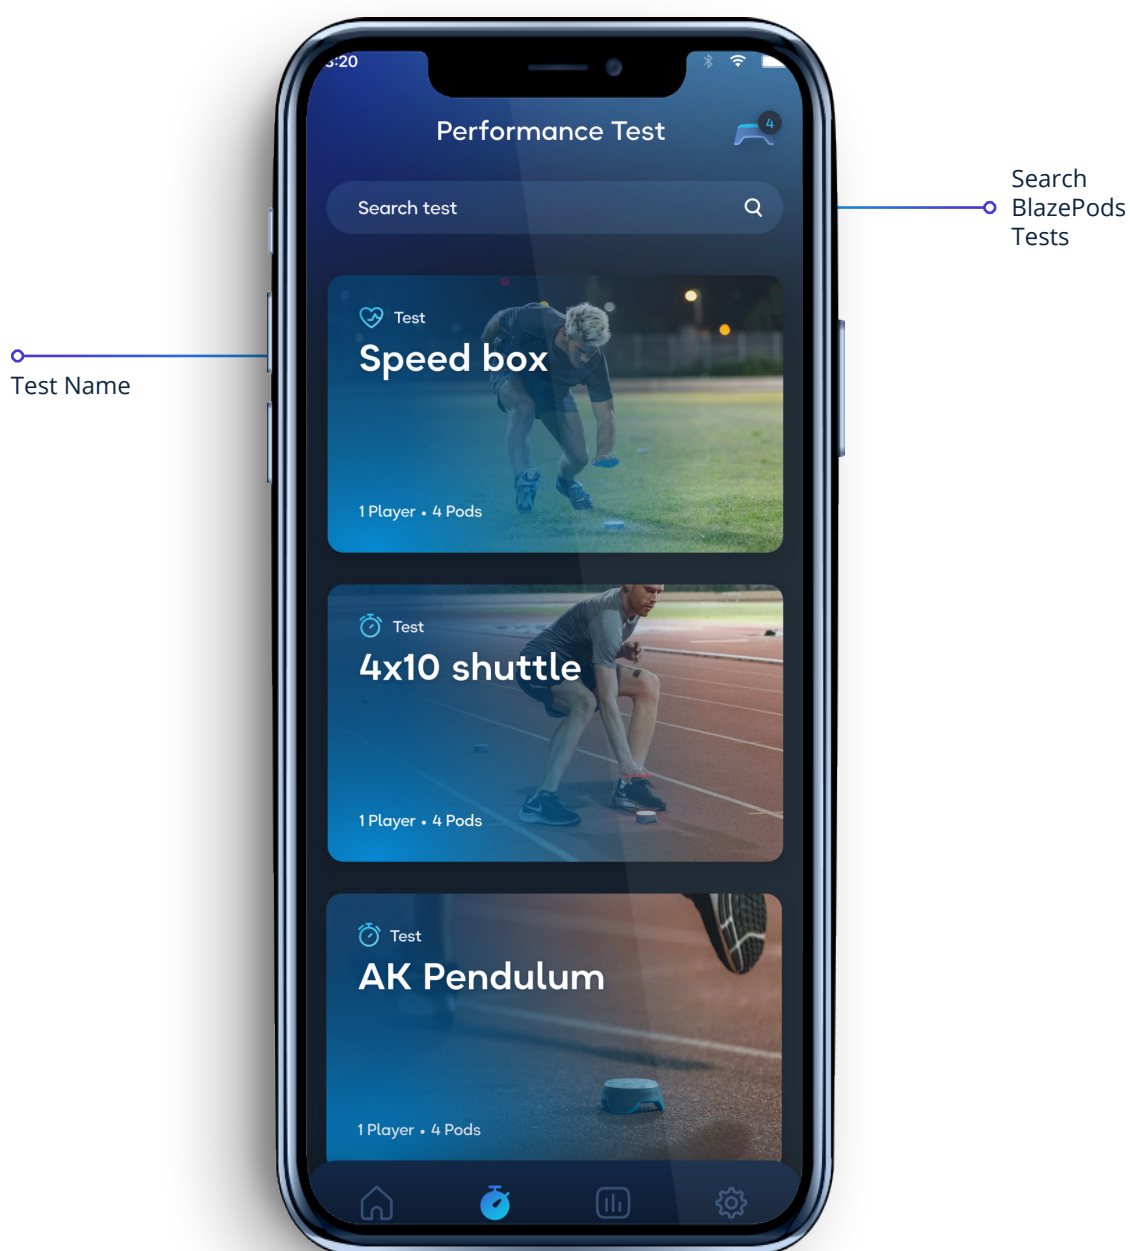 :20
Performance Test
4
Search test
Search
BlazePods
Tests
Test
Speed box
1 Player • 4 Pods
Test Name
Test
4x10 shuttle
1 Player • 4 Pods
Test
AK Pendulum
1 Player • 4 Pods